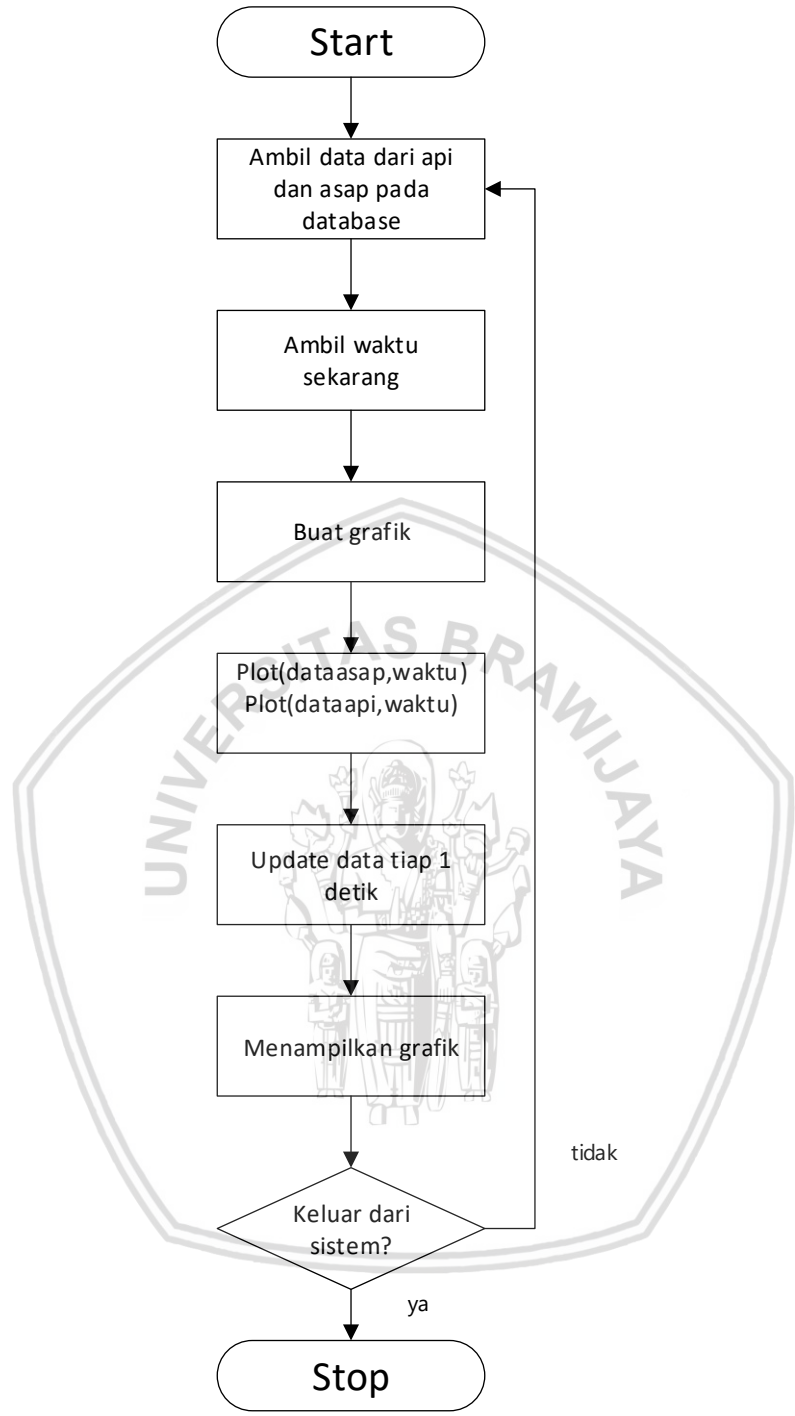 Start
Ambil data dari api
dan asap pada
database
Ambil waktu
sekarang
Buat grafik
UNIVERSITAS BRAWIJAYA
Plot(dataasap,waktu)
Plot(dataapi,waktu)
Update data tiap 1
detik
Menampilkan grafik
tidak
Keluar dari
sistem?
ya
Stop